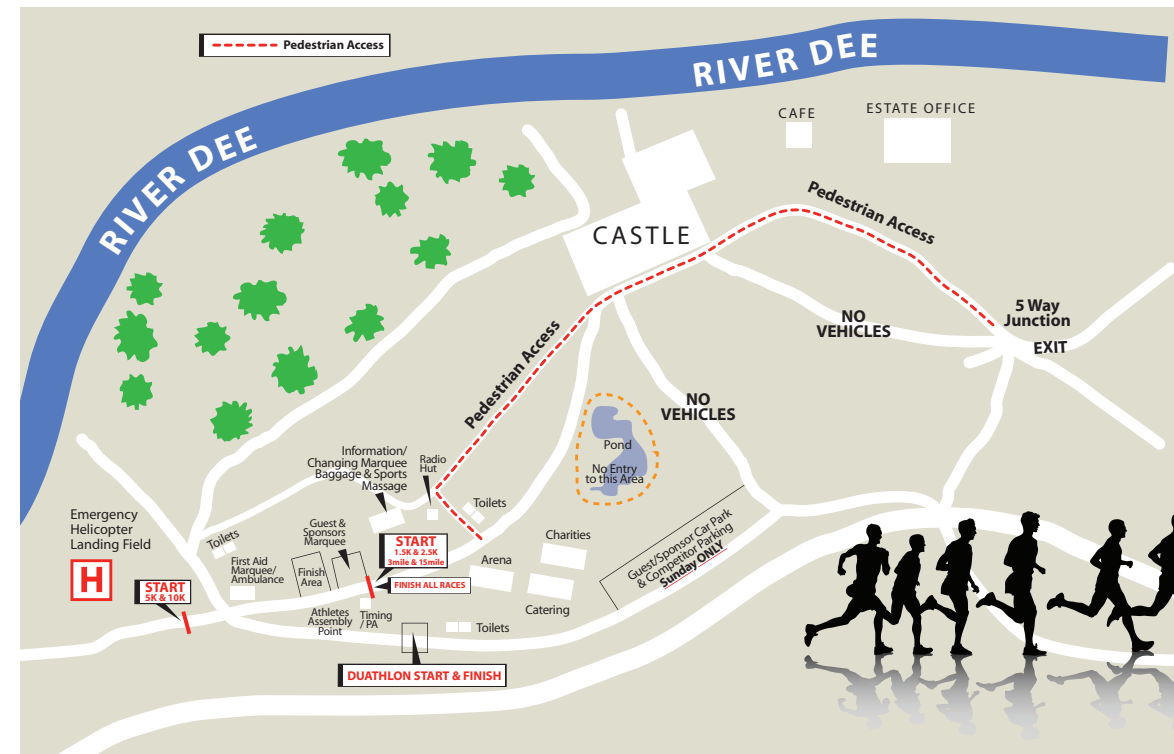 Pedestrian Access
RIVER DEE
RIVER DEE
CAFE
ESTATE OFFICE
Pedestrian Access
CASTLE
5 Way
Junction
EXIT
NO
VEHICLES
Pedestrian Access
NO
VEHICLES
Pond
No Entry
to this Area
Information/
Changing Marquee
Baggage & Sports
Massage
Radio
Hut
Toilets
Emergency
Helicopter
Landing Field
H
Toilets
Guest &
Sponsors
Marquee
START
1.5K & 2.5K
3mile & 15mile
Arena
Charities
Guest/Sponsor Car Park
& Competitor Parking
Sunday ONLY
First Aid
Marquee/
Ambulance
Finish
Area
FINISH ALL RACES
START
5K & 10K
Athletes
Assembly
Point
Timing
/ PA
Catering
Toilets
DUATHLON START & FINISH